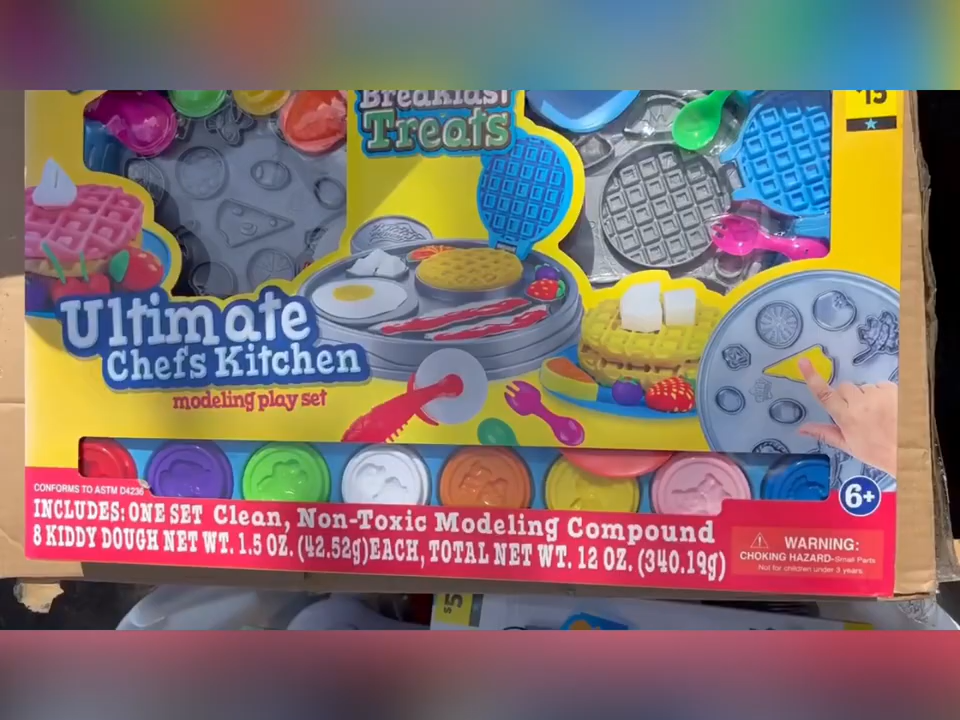 Breakfast
Treats
15
Ultimate
Chefs Kitchen
modeling play set
CONFORMS TO ASTM D4236
INCLUDES: ONE SET Clean, Non-Toxic Modeling Compound
8 KIDDY DOUGH NET WT. 1.5 OZ. (42.52g)EACH, TOTAL NET WT. 12 OZ. (340.19g)
6+
WARNING:
CHOKING HAZARD-Small Parts
Not for children under 3 years
$5